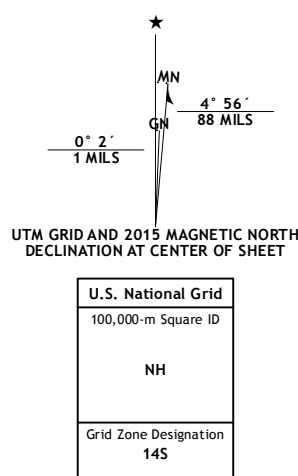 ★
MN
4° 56´
88 MILS
GN
0° 2´
1 MILS
UTM GRID AND 2015 MAGNETIC NORTH
DECLINATION AT CENTER OF SHEET
U.S. National Grid
100,000-m Square ID
NH
Grid Zone Designation
14S